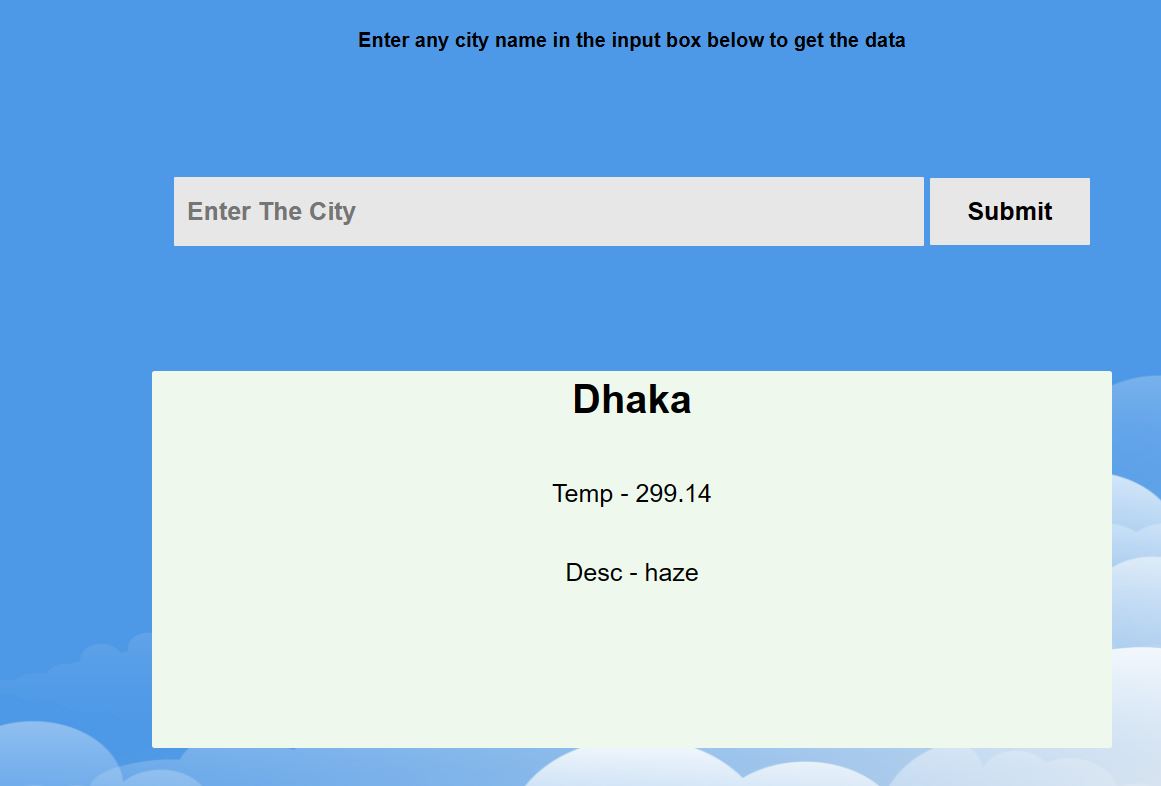 Enter any city name in the input box below to get the data
Enter The City
Submit
Dhaka
Temp - 299.14
Desc - haze